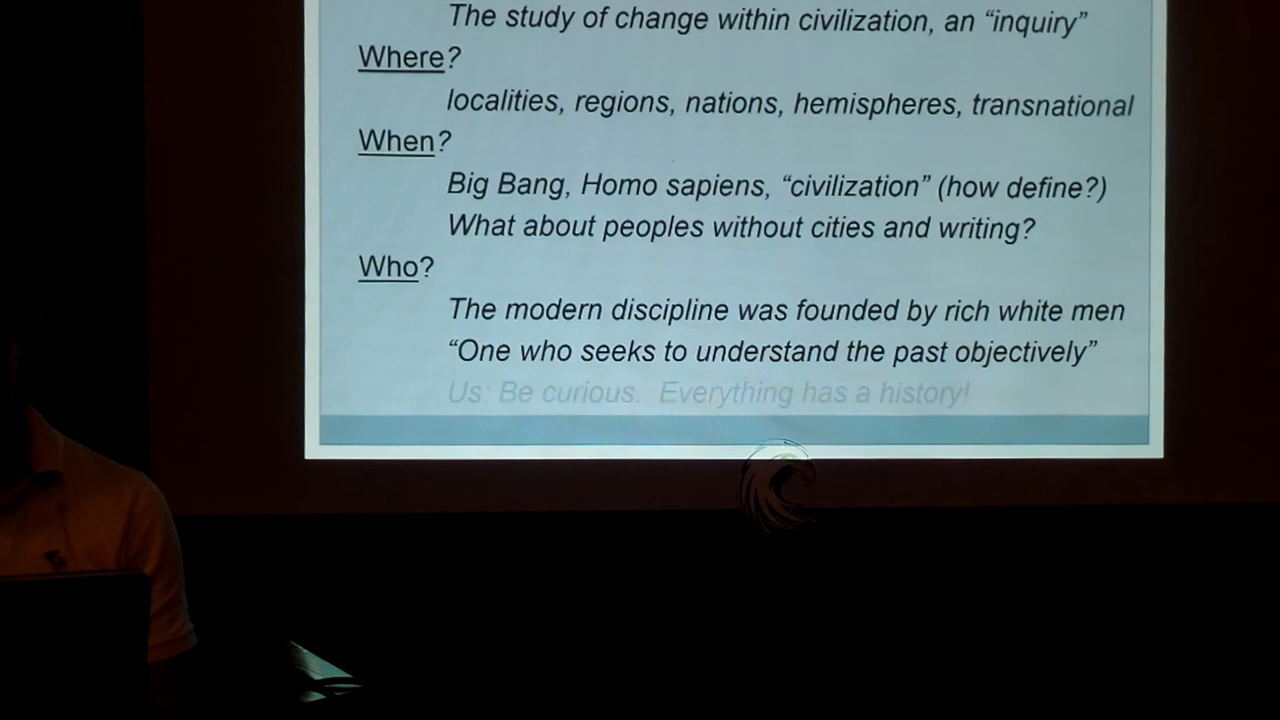 The study of change within civilization, an “inquiry”
Where?
localities, regions, nations, hemispheres, transnational
When?
Big Bang, Homo sapiens, “civilization” (how define?)
What about peoples without cities and writing?
Who?
The modern discipline was founded by rich white men
“One who seeks to understand the past objectively”
Us: Be curious. Everything has a history!